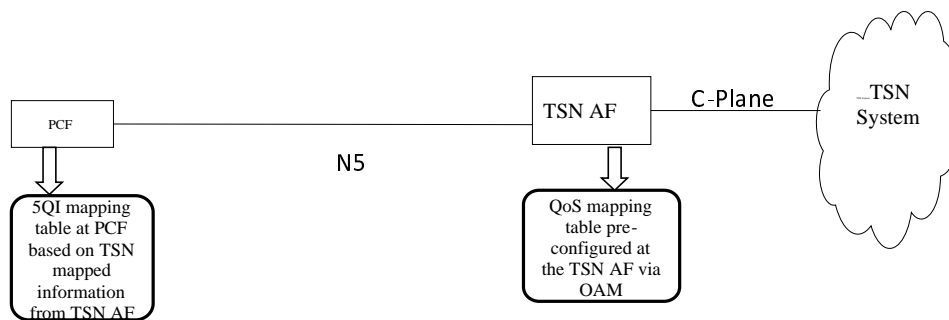 C-Plane
TSN
System
TSN AF
PCF
N5
5QI mapping
table at PCF
based on TSN
mapped
information
from TSN AF
QoS mapping
table pre-
configured at
the TSN AF via
OAM